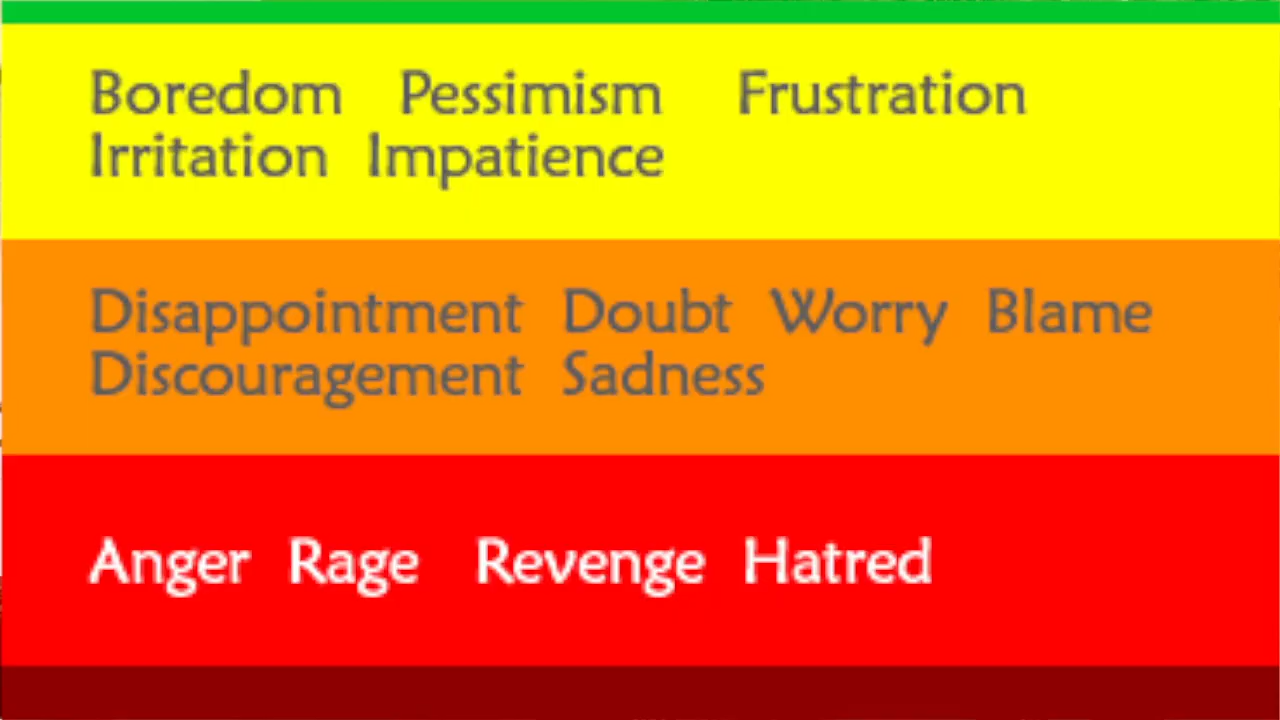 Boredom Pessimism Frustration
Irritation Impatience
Disappointment Doubt Worry Blame
Discouragement Sadness
Anger Rage Revenge Hatred